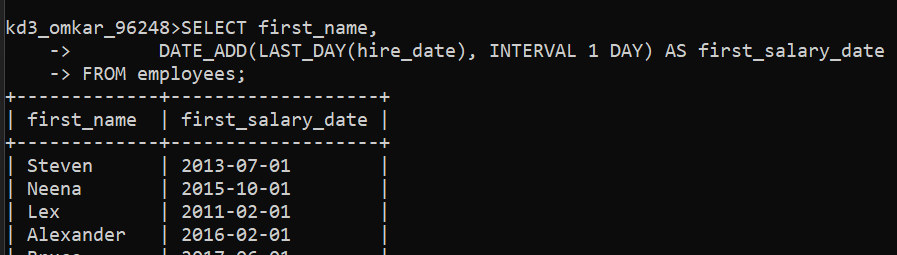 kd3_omkar_96248>SELECT first_name,
    ->        DATE_ADD(LAST_DAY(hire_date), INTERVAL 1 DAY) AS first_salary_date
    -> FROM employees;
+-------------+-------------------+
| first_name  | first_salary_date |
+-------------+-------------------+
| Steven      | 2013-07-01        |
| Neena       | 2015-10-01        |
| Lex         | 2011-02-01        |
| Alexander   | 2016-02-01        |